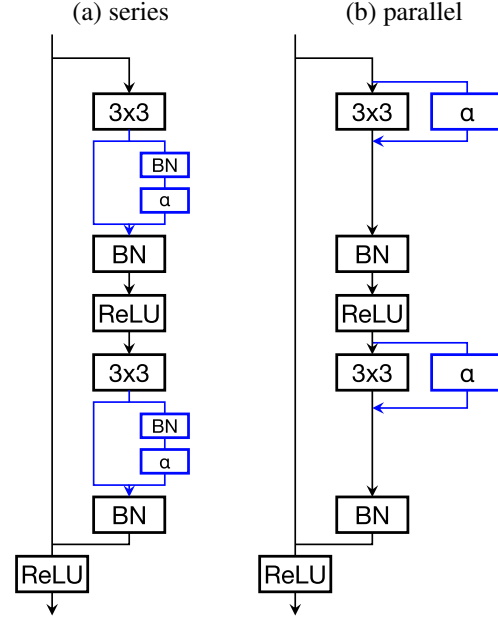 (a) series
3x3
BN
α
BN
ReLU
3x3
BN
α
BN
ReLU
(b) parallel
3x3
α
BN
ReLU
3x3
α
BN
ReLU